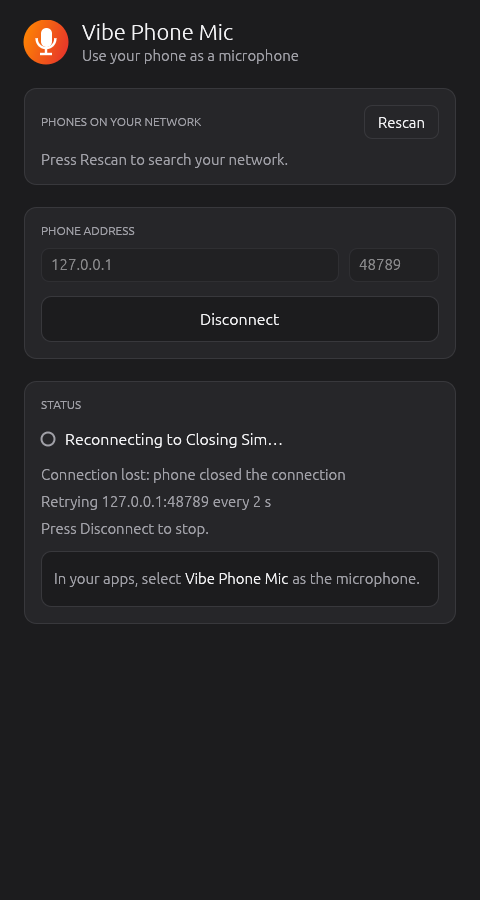 Vibe Phone Mic
Use your phone as a microphone
PHONES ON YOUR NETWORK
Rescan
Press Rescan to search your network.
PHONE ADDRESS
127.0.0.1
48789
Disconnect
STATUS
Reconnecting to Closing Sim…
Connection lost: phone closed the connection
Retrying 127.0.0.1:48789 every 2 s
Press Disconnect to stop.
In your apps, select Vibe Phone Mic as the microphone.